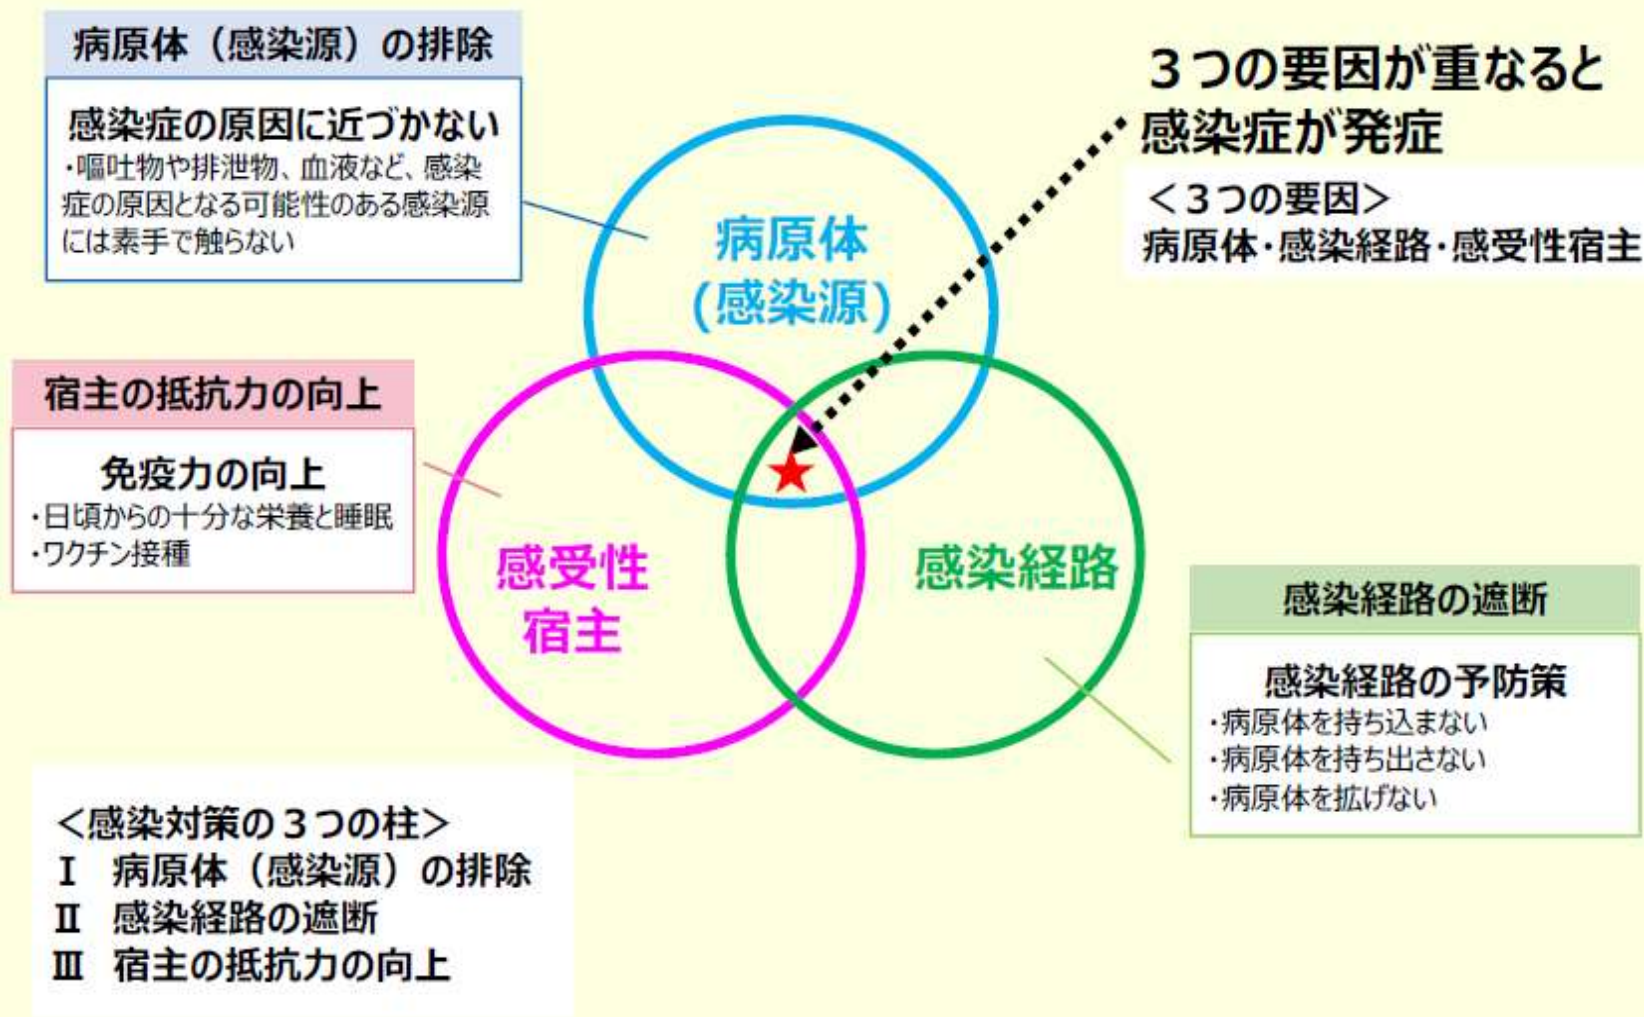 病原体（感染源）の排除
感染症の原因に近づかない
・嘔吐物や排泄物、血液など、感染
症の原因となる可能性のある感染源
には素手で触らない
３つの要因が重なると
感染症が発症
＜３つの要因＞
病原体・感染経路・感受性宿主
病原体
(感染源)
宿主の抵抗力の向上
免疫力の向上
・日頃からの十分な栄養と睡眠
・ワクチン接種
感受性
宿主
感染経路
感染経路の遮断
感染経路の予防策
・病原体を持ち込まない
・病原体を持ち出さない
・病原体を拡げない
＜感染対策の３つの柱＞
Ⅰ　病原体（感染源）の排除
Ⅱ　感染経路の遮断
Ⅲ　宿主の抵抗力の向上